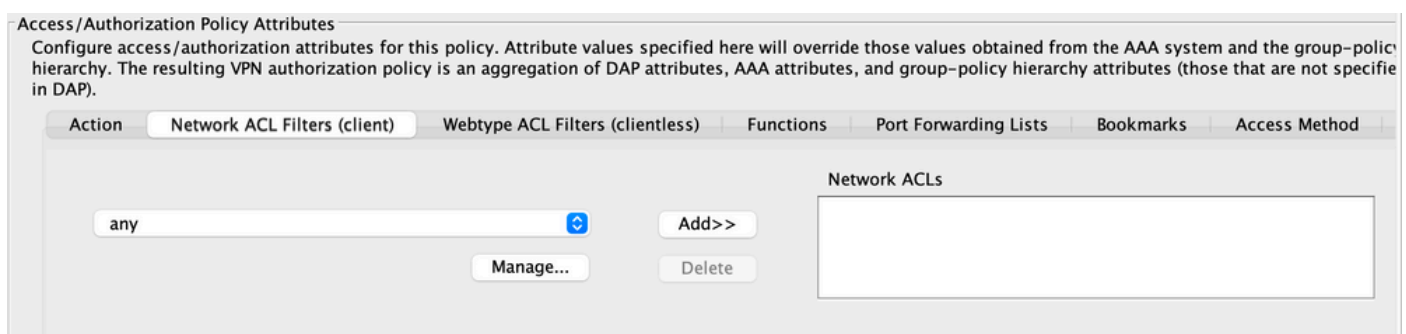 Access/Authorization Policy Attributes
Configure access/authorization attributes for this policy. Attribute values specified here will override those values obtained from the AAA system and the group-policy
hierarchy. The resulting VPN authorization policy is an aggregation of DAP attributes, AAA attributes, and group-policy hierarchy attributes (those that are not specifie
in DAP).
Action Network ACL Filters (client) Webtype ACL Filters (clientless) Functions Port Forwarding Lists Bookmarks Access Method
Network ACLs
any Add>>
Manage... Delete